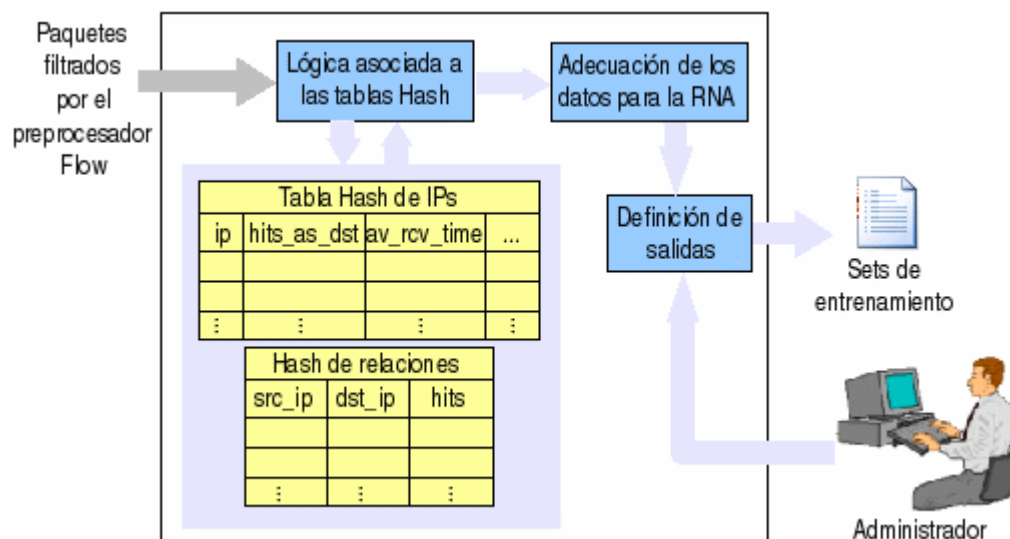 Paquetes
filtrados
por el
preprocesador
Flow
Lógica asociada a
las tablas Hash
Adecuación de los
datos para la RNA
Tabla Hash de IPs
ip hits_as_dst av_rcv_time ...
⋮ ⋮ ⋮ ⋮
Hash de relaciones
src_ip dst_ip hits
⋮ ⋮ ⋮
Definición de
salidas
Sets de
entrenamiento
Administrador